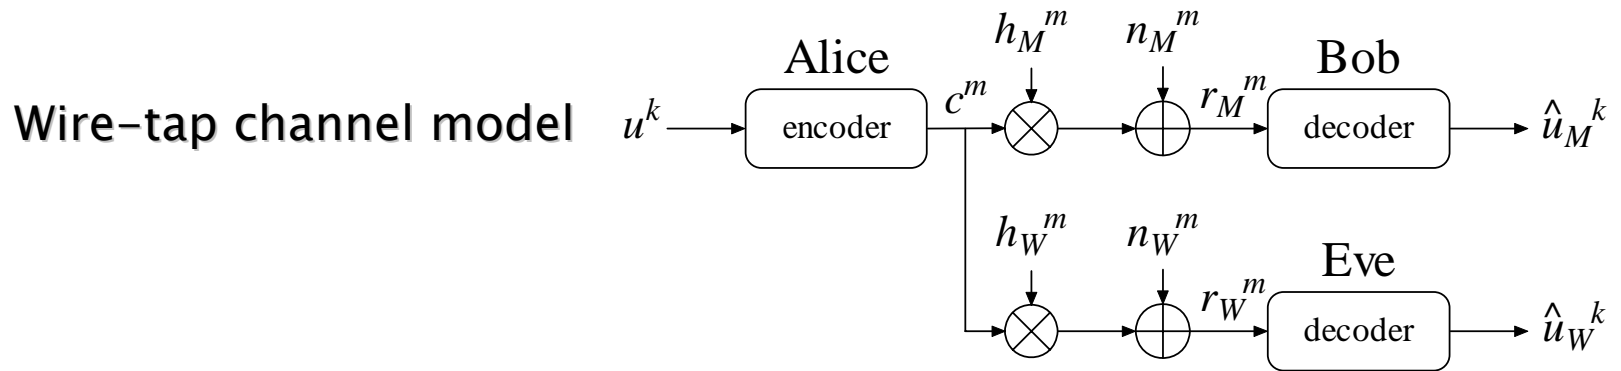 Wire-tap channel model
Alice
Bob
h_M^m
n_M^m
u^k
encoder
c^m
r_M^m
decoder
û_M^k
h_W^m
n_W^m
Eve
r_W^m
decoder
û_W^k